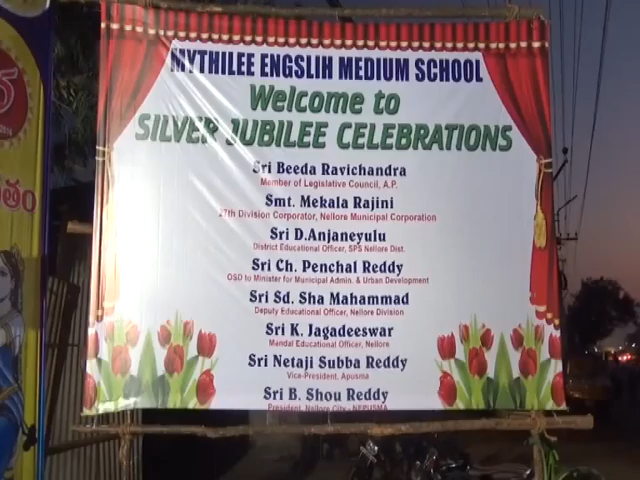 MYTHILEE ENGSLIH MEDIUM SCHOOL
Welcome to
SILVER JUBILEE CELEBRATIONS
Sri Beeda Ravichandra
Member of Legislative Council, A.P.
Smt. Mekala Rajini
27th Division Corporator, Nellore Municipal Corporation
Sri D.Anjaneyulu
District Educational Officer, SPS Nellore Dist.
Sri Ch. Penchal Reddy
OSD to Minister for Municipal Admin. & Urban Development
Sri Sd. Sha Mahammad
Deputy Educational Officer, Nellore Division
Sri K. Jagadeeswar
Mandal Educational Officer, Nellore
Sri Netaji Subba Reddy
Vice-President, Apusma
Sri B. Shou Reddy
President, Nellore City - NEPUSMA